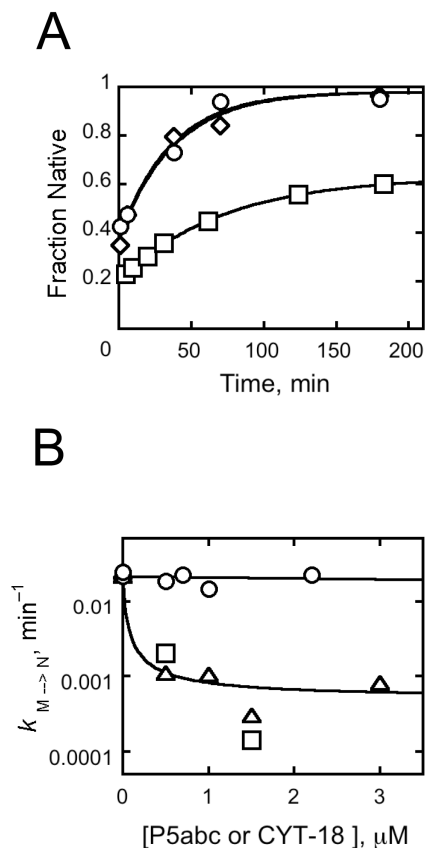 A
1
0.8
0.6
0.4
0.2
Fraction Native
0 50 100 150 200
Time, min
B
0.01
0.001
0.0001
k M --> N, min−1
0 1 2 3
[P5abc or CYT-18 ], μM